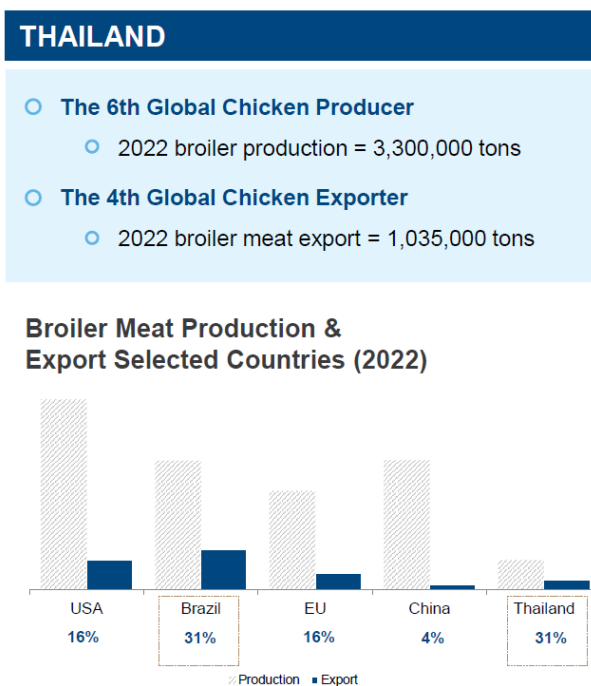 THAILAND
The 6th Global Chicken Producer
2022 broiler production = 3,300,000 tons
The 4th Global Chicken Exporter
2022 broiler meat export = 1,035,000 tons
Broiler Meat Production &
Export Selected Countries (2022)
USA Brazil EU China Thailand
16% 31% 16% 4% 31%
Production Export